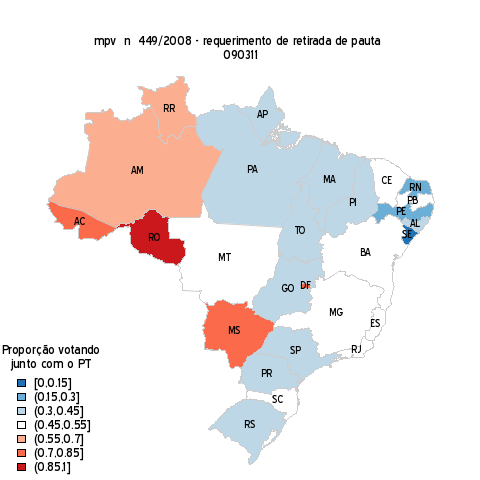 mpv n 449/2008 - requerimento de retirada de pauta
090311
RR
AP
AM
PA
MA
CE
RN
PB
PI
PE
AL
SE
AC
RO
TO
MT
BA
DF
GO
MG
ES
MS
SP
RJ
PR
SC
RS
Proporção votando
junto com o PT
[0,0.15]
(0.15,0.3]
(0.3,0.45]
(0.45,0.55]
(0.55,0.7]
(0.7,0.85]
(0.85,1]